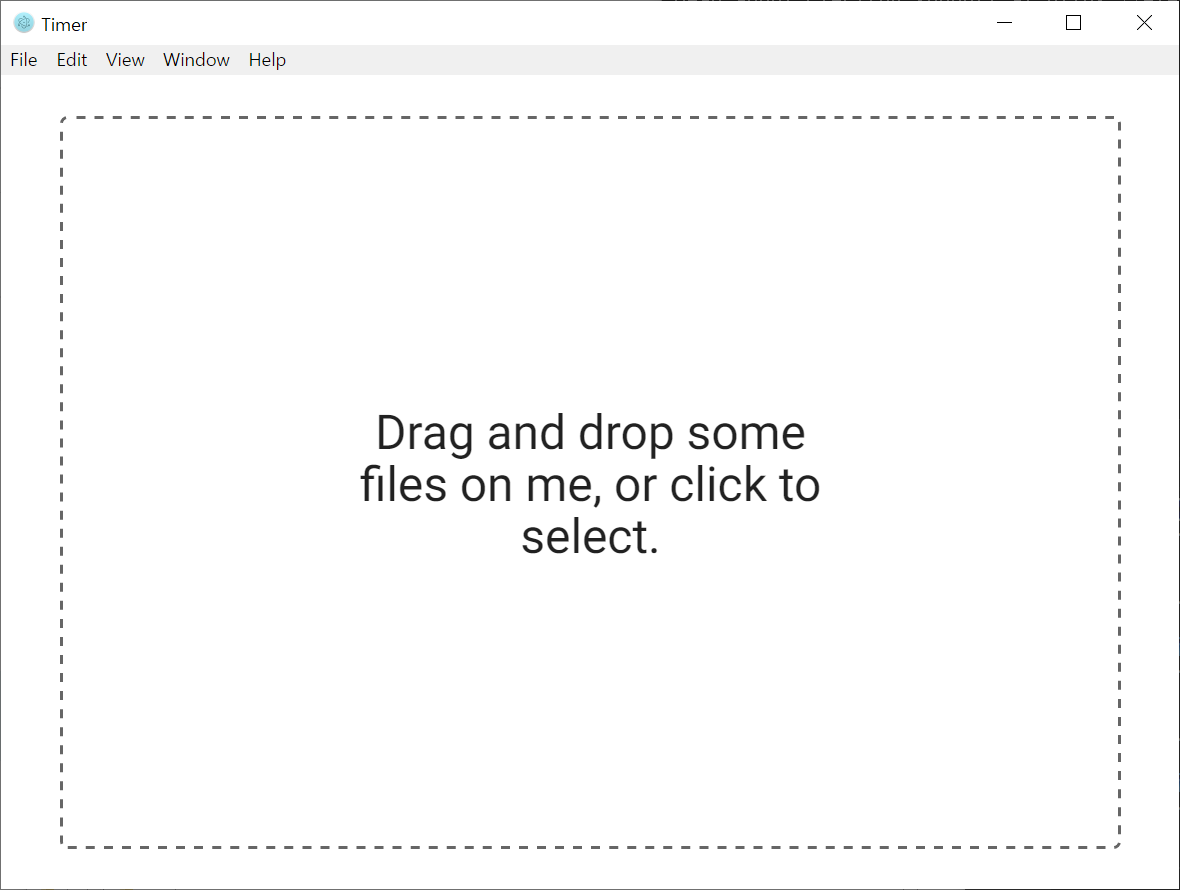 Timer
File Edit View Window Help
Drag and drop some
files on me, or click to
select.